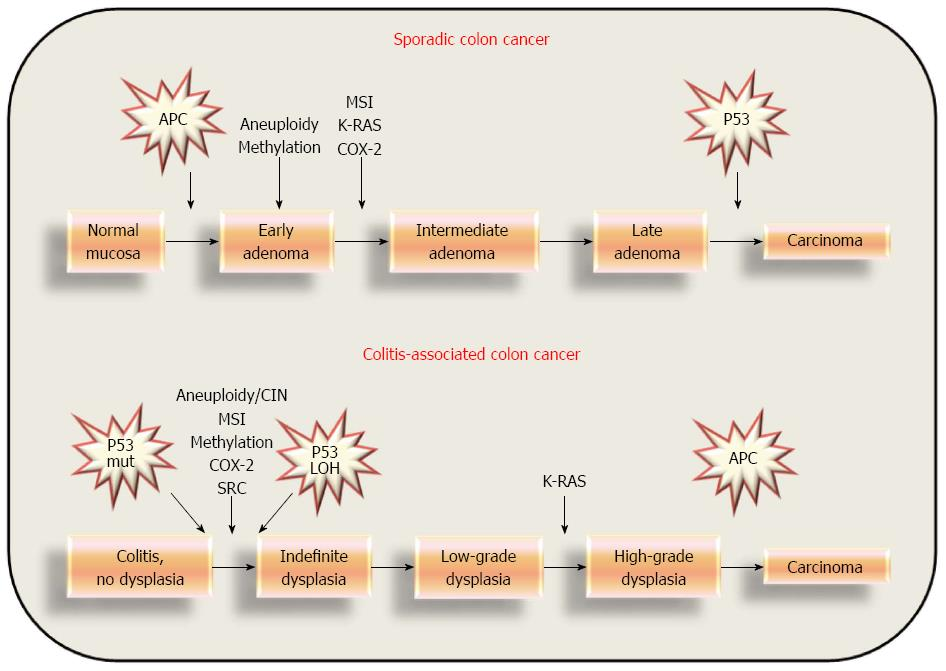 Sporadic colon cancer
APC
Aneuploidy
Methylation
MSI
K-RAS
COX-2
P53
Normal
mucosa
Early
adenoma
Intermediate
adenoma
Late
adenoma
Carcinoma
Colitis-associated colon cancer
P53
mut
Aneuploidy/CIN
MSI
Methylation
COX-2
SRC
P53
LOH
K-RAS
APC
Colitis,
no dysplasia
Indefinite
dysplasia
Low-grade
dysplasia
High-grade
dysplasia
Carcinoma